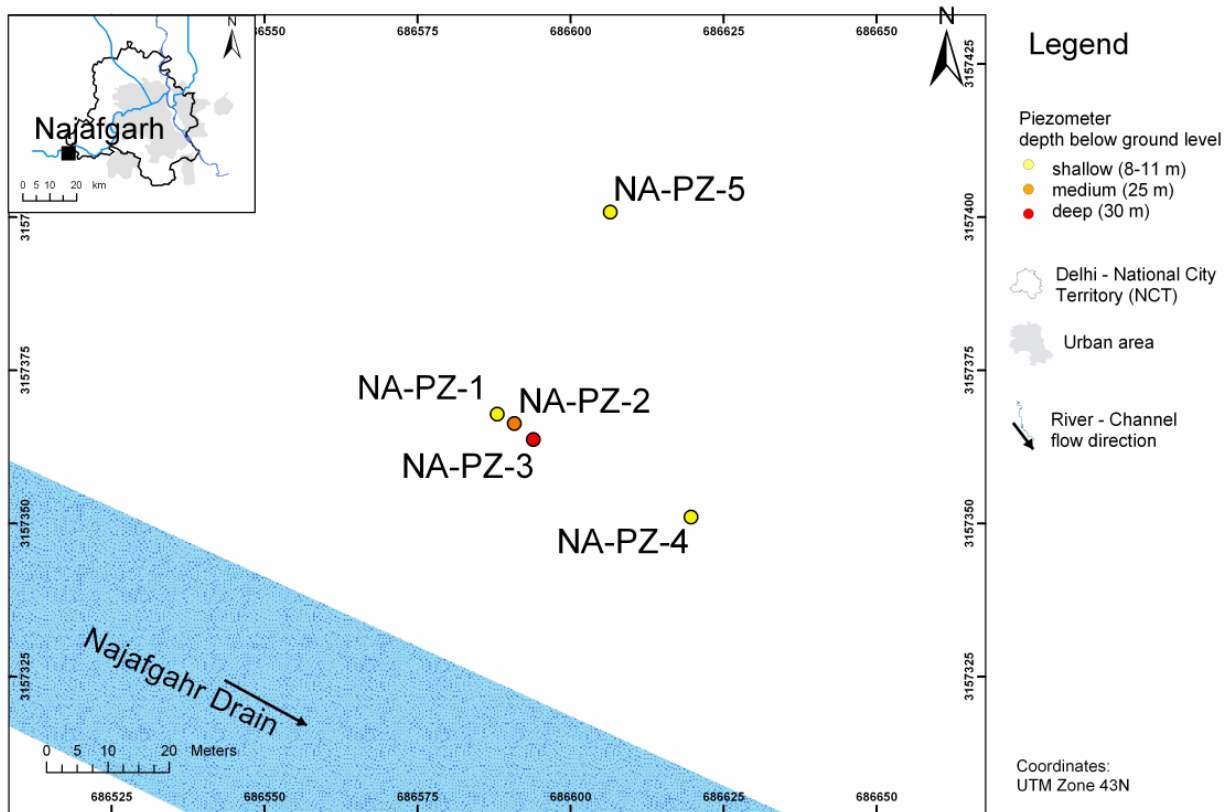 686550
686575
686600
686625
686650
N
N
Najafgarh
0 5 10 20 km
3157425
3157
3157400
3157375
3157375
3157350
3157350
3157325
3157325
NA-PZ-5
NA-PZ-1
NA-PZ-2
NA-PZ-3
NA-PZ-4
Najafgahr Drain
0 5 10 20 Meters
686525
686550
686575
686600
686625
686650
Legend
Piezometer
depth below ground level
shallow (8-11 m)
medium (25 m)
deep (30 m)
Delhi - National City
Territory (NCT)
Urban area
River - Channel
flow direction
Coordinates:
UTM Zone 43N